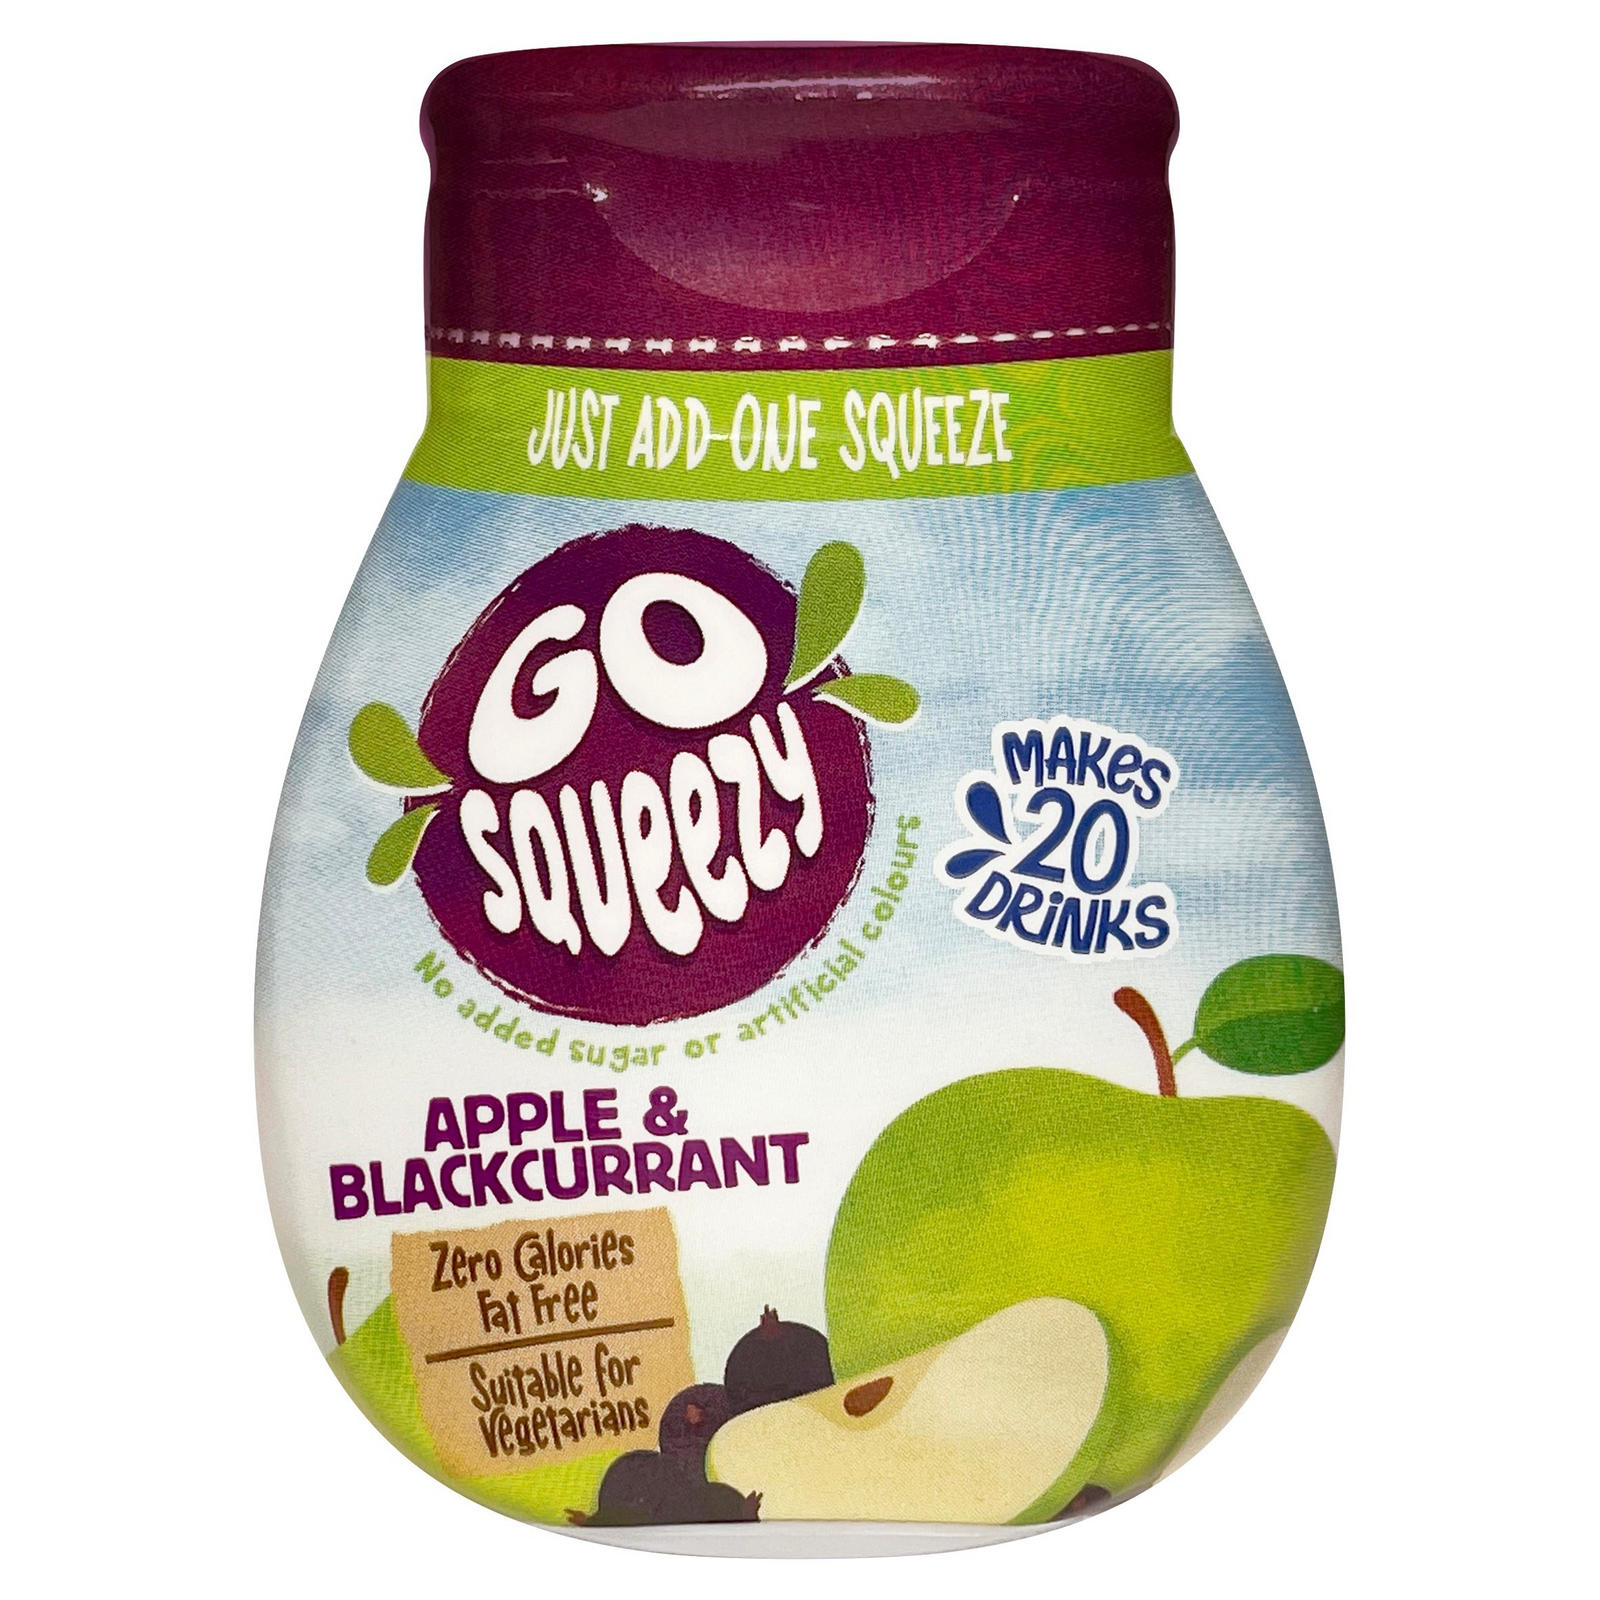 JUST ADD-ONE SQUEEZE
GO
SQUEEZY
No added sugar or artificial colours
MAKES
20
DRINKS
APPLE &
BLACKCURRANT
Zero Calories
Fat Free
Suitable for
Vegetarians